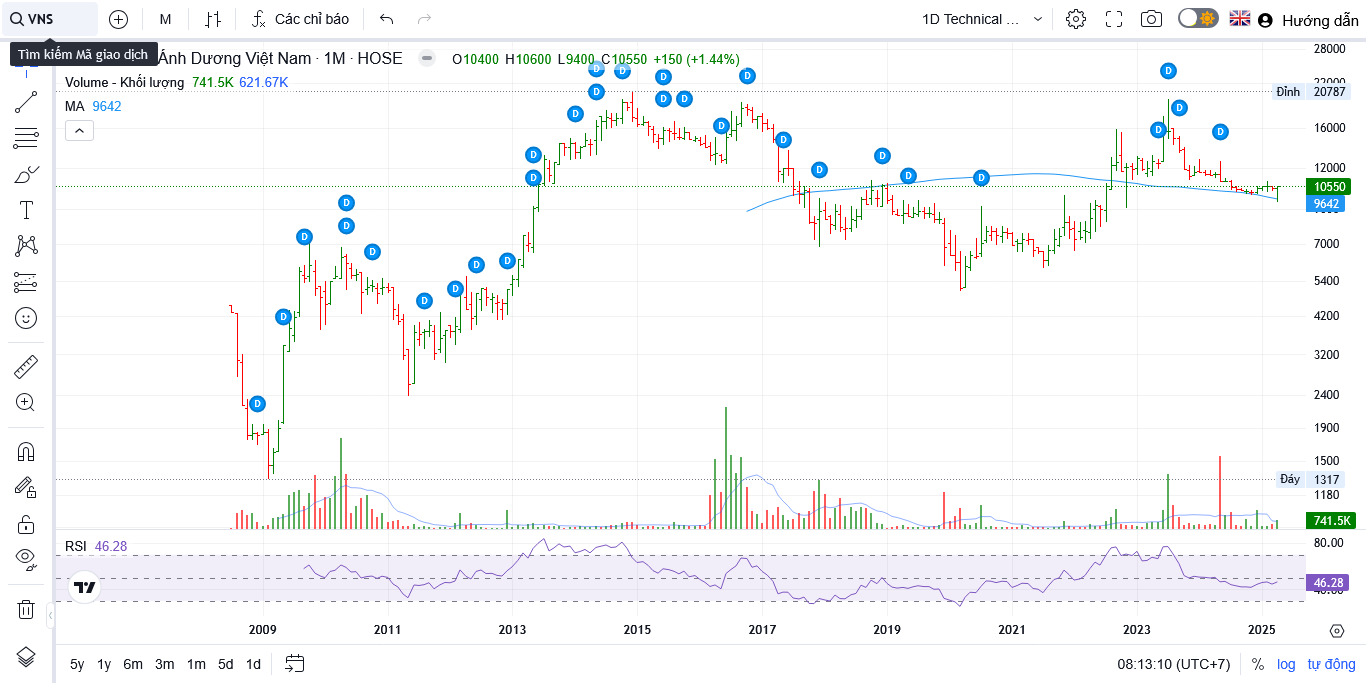 VNS M Các chỉ báo 1D Technical ... Hướng dẫn
Tìm kiếm Mã giao dịch
Ánh Dương Việt Nam · 1M · HOSE O10400 H10600 L9400 C10550 +150 (+1.44%)
Volume - Khối lượng 741.5K 621.67K
MA 9642
28000
22000
Đỉnh 20787
16000
12000
10550
9642
9000
7000
5400
4200
3200
2400
1900
1500
Đáy 1317
1180
741.5K
D D D D D D D D D D D D D D D D D D D D D D D D D D D D D D
RSI 46.28
80.00
46.28
40.00
2009 2011 2013 2015 2017 2019 2021 2023 2025
5y 1y 6m 3m 1m 5d 1d 08:13:10 (UTC+7) % log tự động